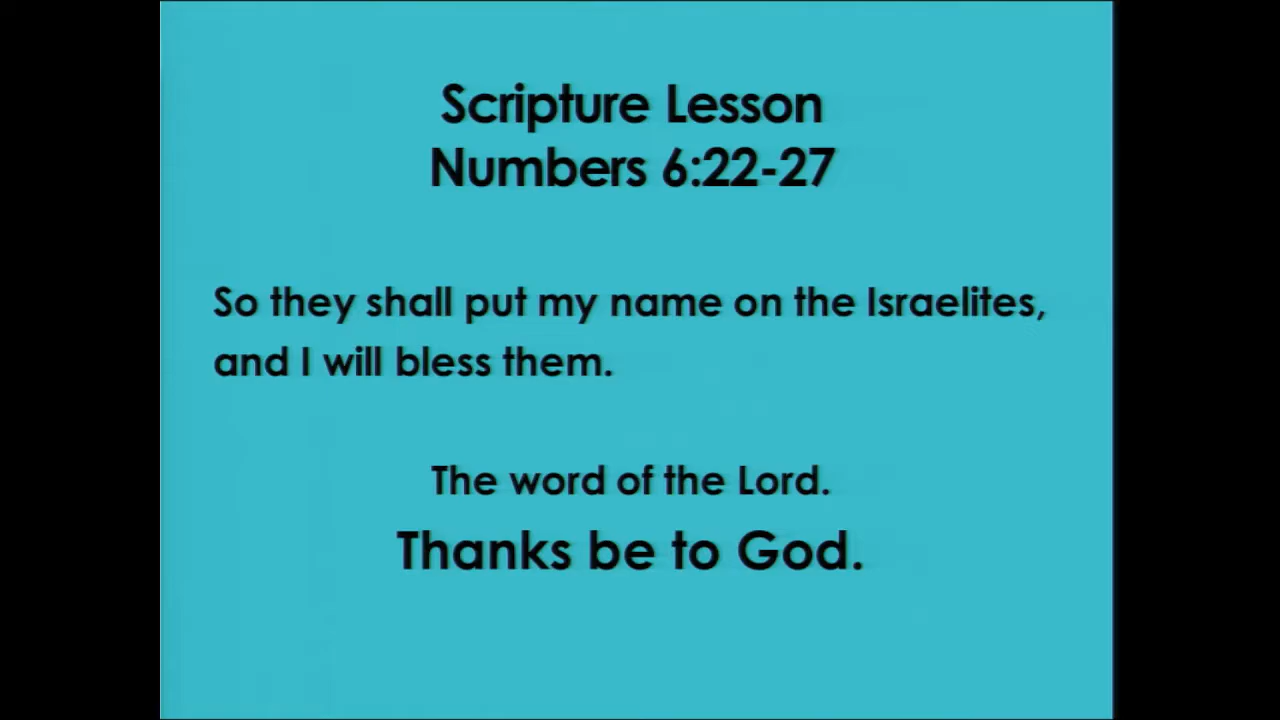 Scripture Lesson
Numbers 6:22-27
So they shall put my name on the Israelites,
and I will bless them.
The word of the Lord.
Thanks be to God.